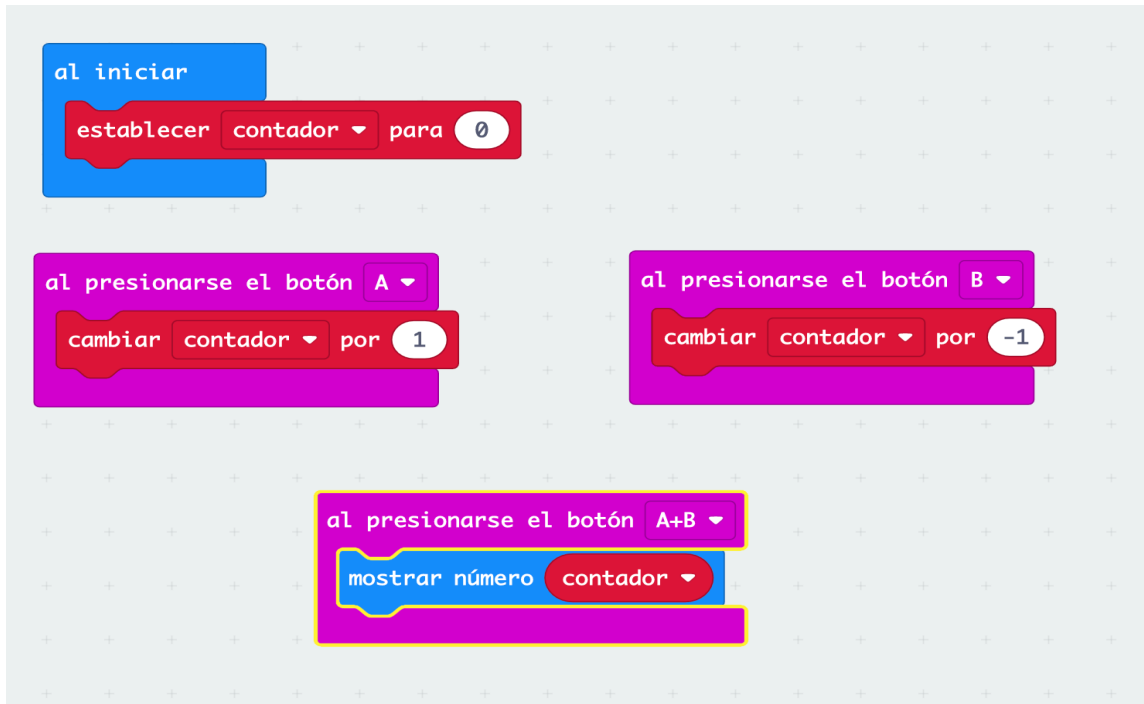 al iniciar
establecer contador para 0
al presionarse el botón A
cambiar contador por 1
al presionarse el botón B
cambiar contador por -1
al presionarse el botón A+B
mostrar número contador